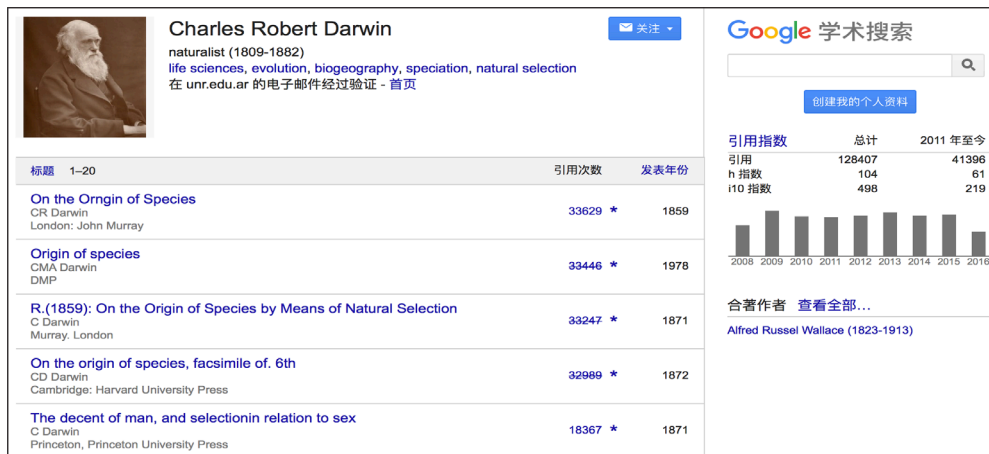 Charles Robert Darwin
关注
naturalist (1809-1882)
life sciences, evolution, biogeography, speciation, natural selection
在 unr.edu.ar 的电子邮件经过验证 - 首页
标题 1–20 引用次数 发表年份
On the Orngin of Species
CR Darwin
London: John Murray
33629 * 1859
Origin of species
CMA Darwin
DMP
33446 * 1978
R.(1859): On the Origin of Species by Means of Natural Selection
C Darwin
Murray. London
33247 * 1871
On the origin of species, facsimile of. 6th
CD Darwin
Cambridge: Harvard University Press
32989 * 1872
The decent of man, and selectionin relation to sex
C Darwin
Princeton, Princeton University Press
18367 * 1871
Google 学术搜索
创建我的个人资料
引用指数 总计 2011 年至今
引用 128407 41396
h 指数 104 61
i10 指数 498 219
2008 2009 2010 2011 2012 2013 2014 2015 2016
合著作者 查看全部…
Alfred Russel Wallace (1823-1913)